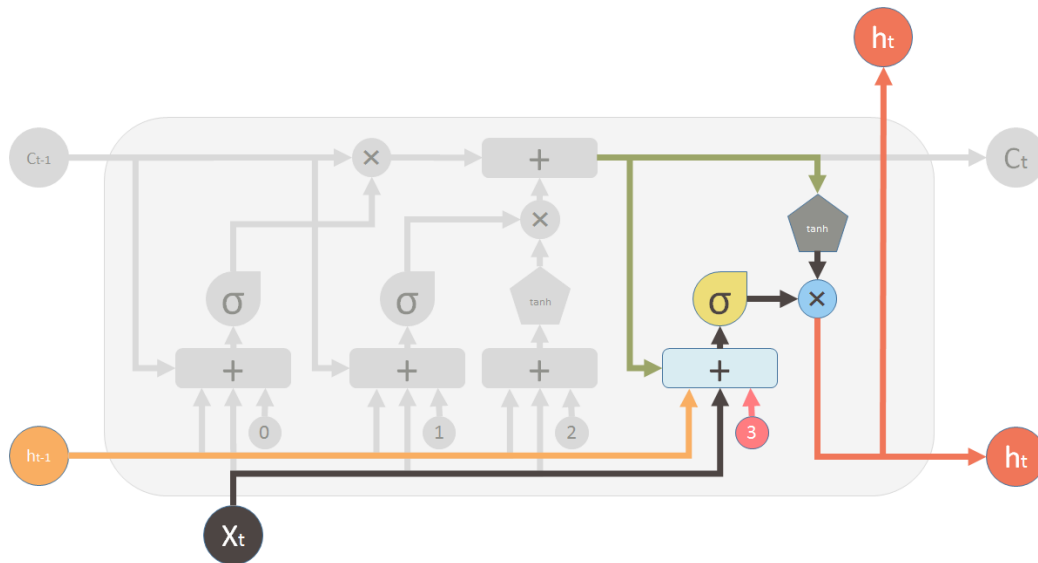 ht
Ct-1
×
+
Ct
×
tanh
σ
σ
tanh
σ
×
+
+
+
+
0
1
2
3
ht-1
ht
Xt